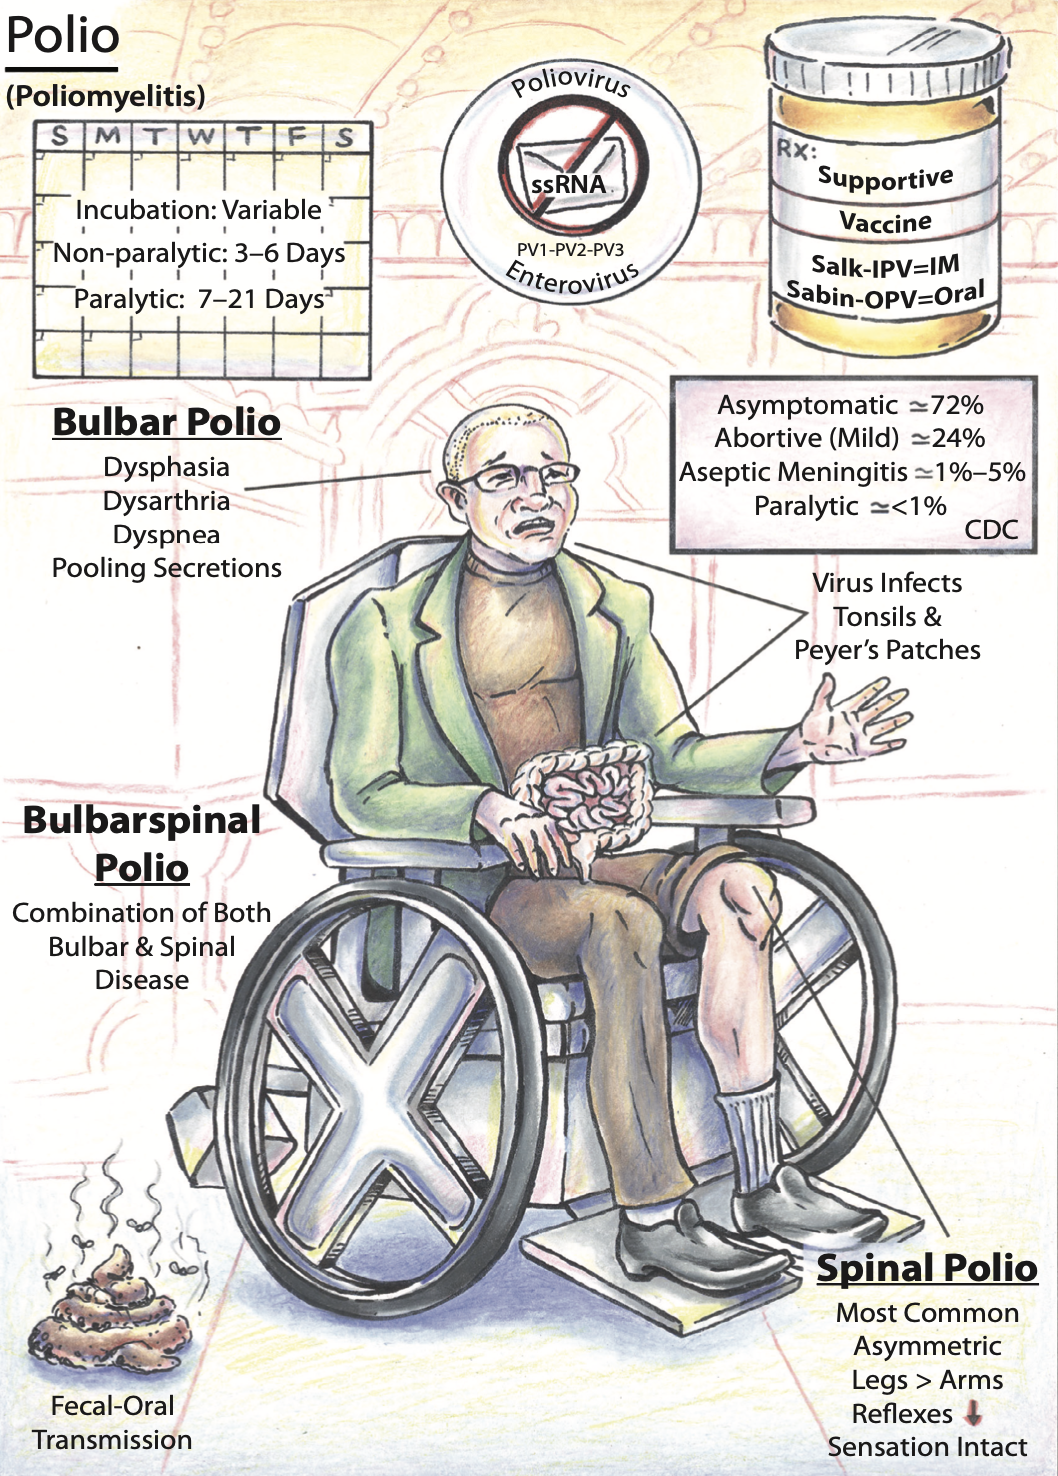 Polio
(Poliomyelitis)
S M T W T F S
Incubation: Variable
Non-paralytic: 3–6 Days
Paralytic: 7–21 Days
Poliovirus
ssRNA
PV1-PV2-PV3
Enterovirus
RX:
Supportive
Vaccine
Salk-IPV=IM
Sabin-OPV=Oral
Asymptomatic ≃72%
Abortive (Mild) ≃24%
Aseptic Meningitis ≃1%–5%
Paralytic ≃<1%
CDC
Bulbar Polio
Dysphasia
Dysarthria
Dyspnea
Pooling Secretions
Virus Infects
Tonsils &
Peyer's Patches
Bulbarspinal
Polio
Combination of Both
Bulbar & Spinal
Disease
Fecal-Oral
Transmission
Spinal Polio
Most Common
Asymmetric
Legs > Arms
Reflexes ⬇
Sensation Intact